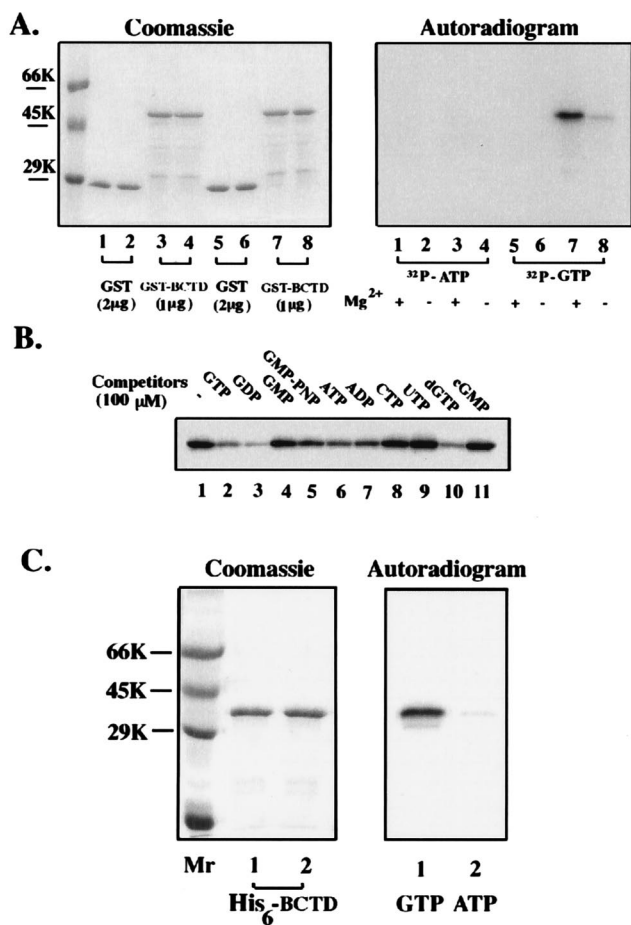 A.
Coomassie
Autoradiogram
66K
45K
29K
1 2 3 4 5 6 7 8
1 2 3 4 5 6 7 8
GST GST-BCTD GST GST-BCTD
(2μg) (1μg) (2μg) (1μg)
32P-ATP 32P-GTP
Mg2+ + - + - + - + -
B.
Competitors
(100 μM)
- GTP GDP GMP GMP-PNP ATP ADP CTP UTP dGTP cGMP
1 2 3 4 5 6 7 8 9 10 11
C.
Coomassie
Autoradiogram
66K
45K
29K
Mr 1 2
His6-BCTD
1 2
GTP ATP